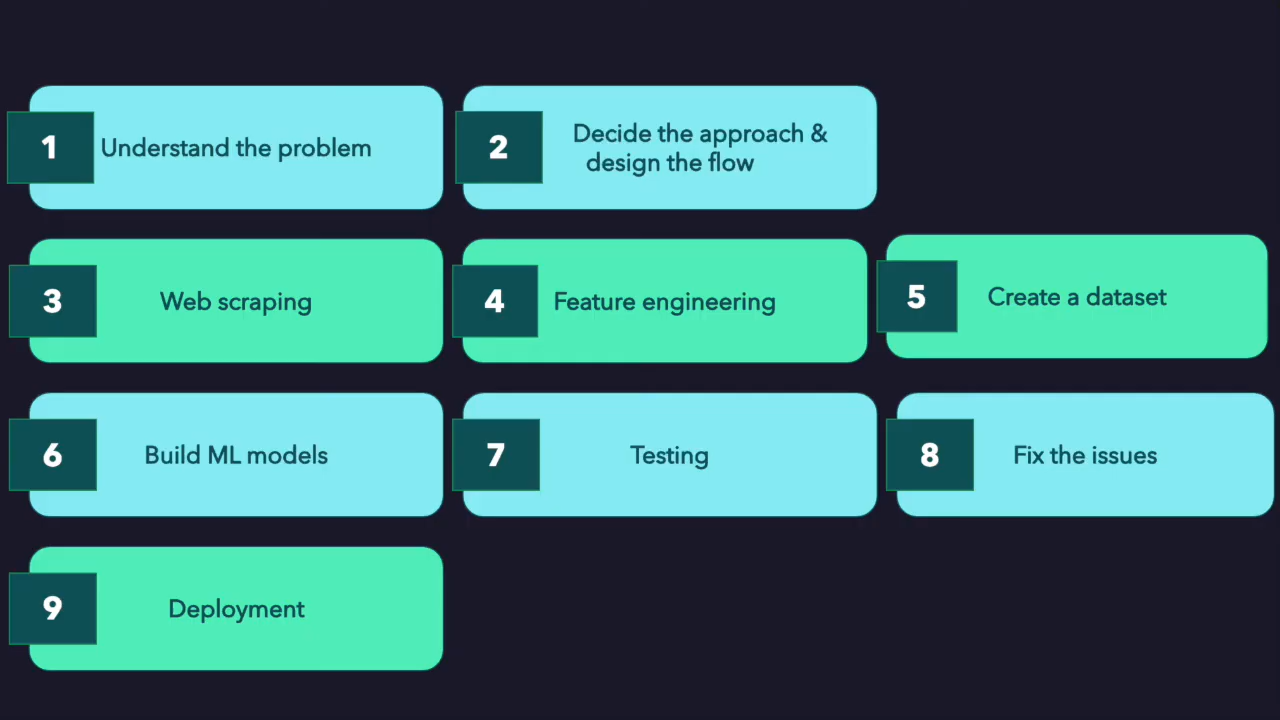 1 Understand the problem
2 Decide the approach &
design the flow
3 Web scraping
4 Feature engineering
5 Create a dataset
6 Build ML models
7 Testing
8 Fix the issues
9 Deployment